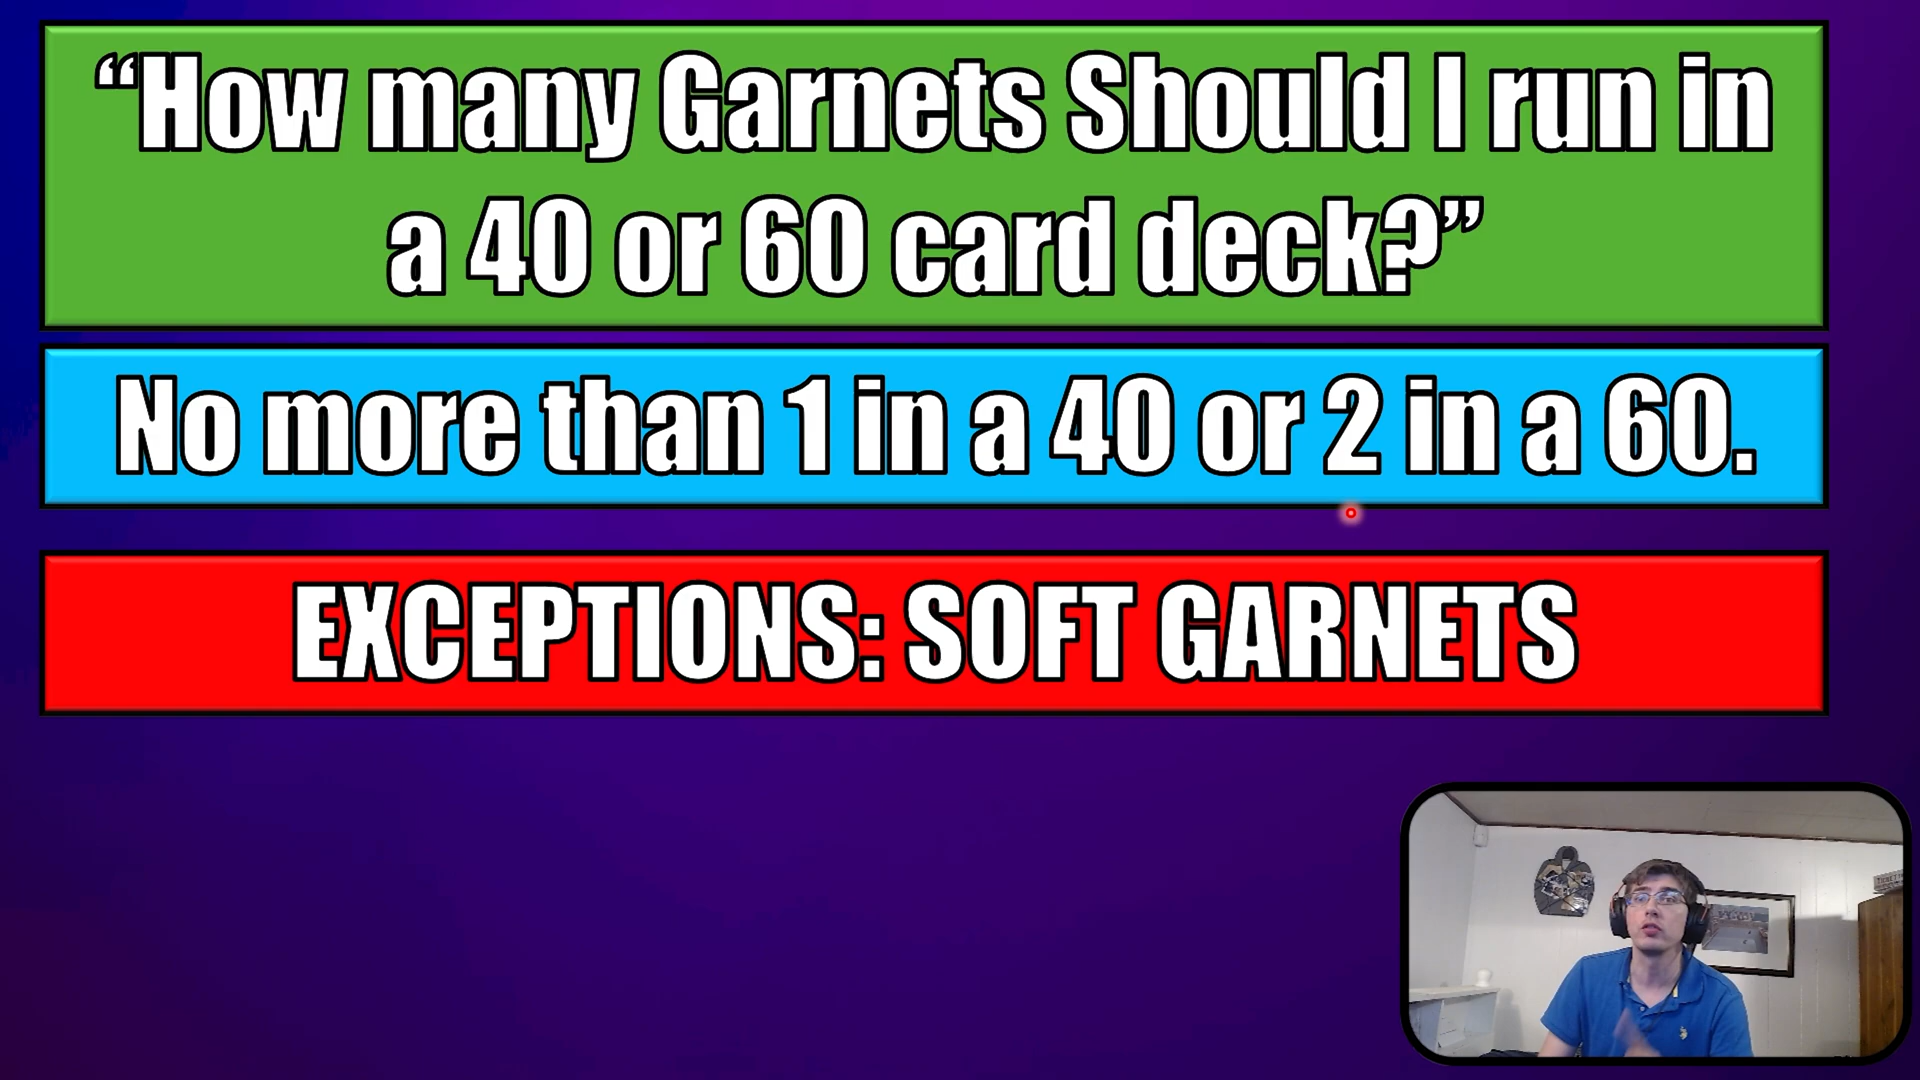 “How many Garnets Should I run in
a 40 or 60 card deck?”
No more than 1 in a 40 or 2 in a 60.
EXCEPTIONS: SOFT GARNETS